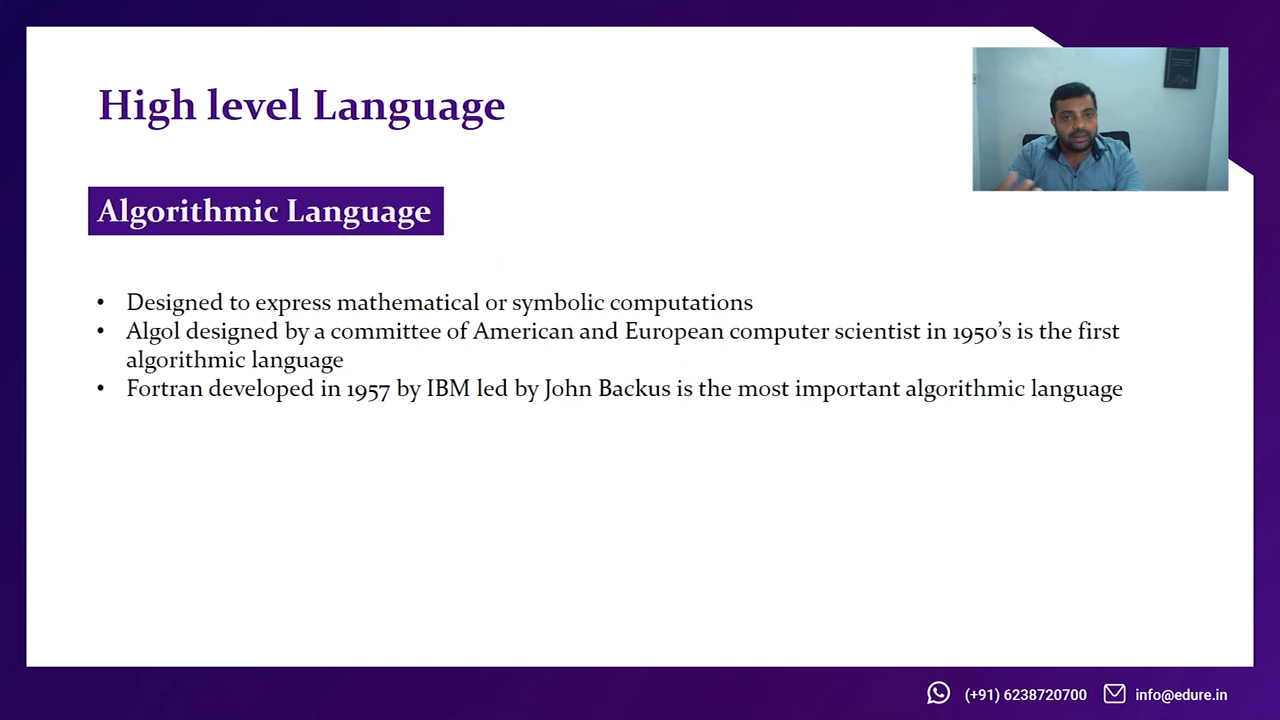 High level Language
Algorithmic Language
• Designed to express mathematical or symbolic computations
• Algol designed by a committee of American and European computer scientist in 1950’s is the first
algorithmic language
• Fortran developed in 1957 by IBM led by John Backus is the most important algorithmic language
(+91) 6238720700 info@edure.in